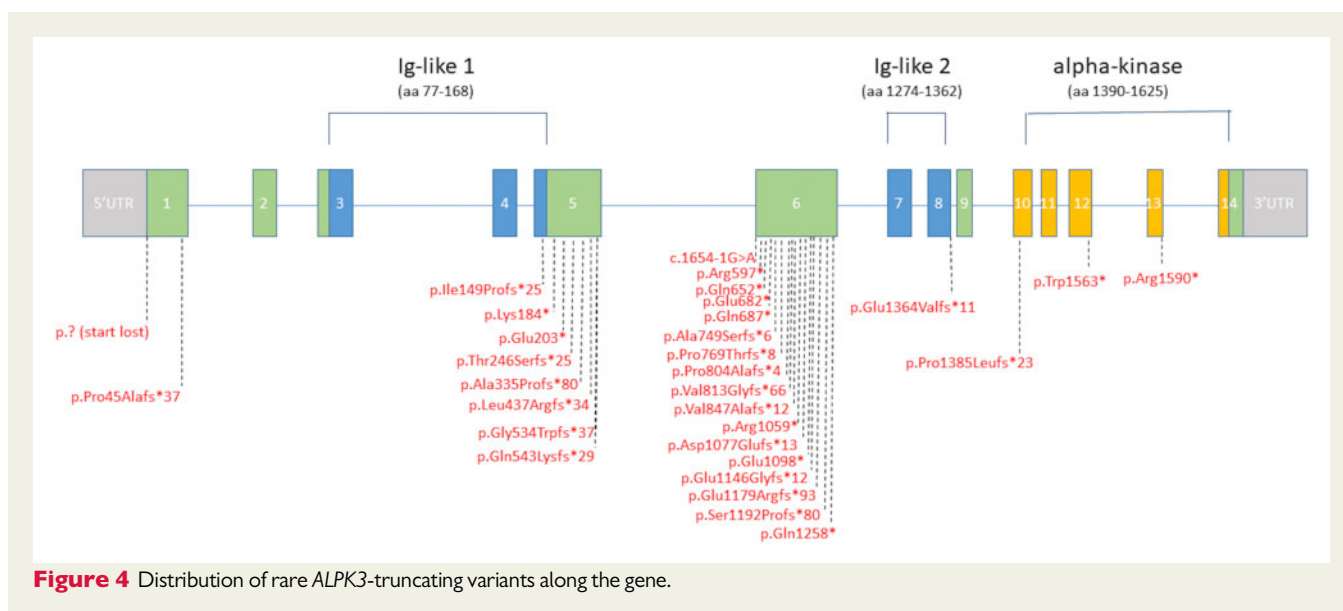 Ig-like 1
(aa 77-168)
Ig-like 2
(aa 1274-1362)
alpha-kinase
(aa 1390-1625)
5'UTR 1 2 3 4 5 6 7 8 9 10 11 12 13 14 3'UTR
p.? (start lost)
p.Pro45Alafs*37
p.Ile149Profs*25
p.Lys184*
p.Glu203*
p.Thr246Serfs*25
p.Ala335Profs*80
p.Leu437Argfs*34
p.Gly534Trpfs*37
p.Gln543Lysfs*29
c.1654-1G>A
p.Arg597*
p.Gln652*
p.Glu682*
p.Gln687*
p.Ala749Serfs*6
p.Pro769Thrfs*8
p.Pro804Alafs*4
p.Val813Glyfs*66
p.Val847Alafs*12
p.Arg1059*
p.Asp1077Glufs*13
p.Glu1098*
p.Glu1146Glyfs*12
p.Glu1179Argfs*93
p.Ser1192Profs*80
p.Gln1258*
p.Glu1364Valfs*11
p.Pro1385Leufs*23
p.Trp1563*
p.Arg1590*
Figure 4 Distribution of rare ALPK3-truncating variants along the gene.